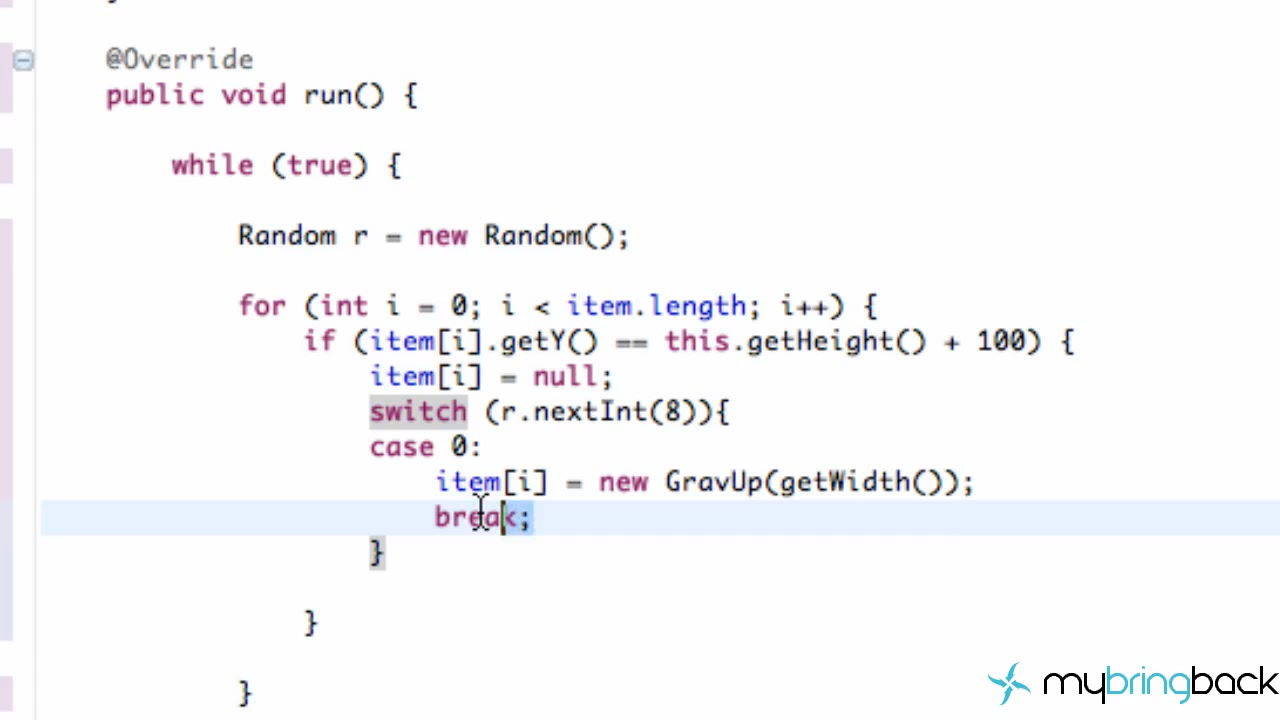 @Override
public void run() {
while (true) {
Random r = new Random();
for (int i = 0; i < item.length; i++) {
if (item[i].getY() == this.getHeight() + 100) {
item[i] = null;
switch (r.nextInt(8)){
case 0:
item[i] = new GravUp(getWidth());
break;
}
}
}
mybringback